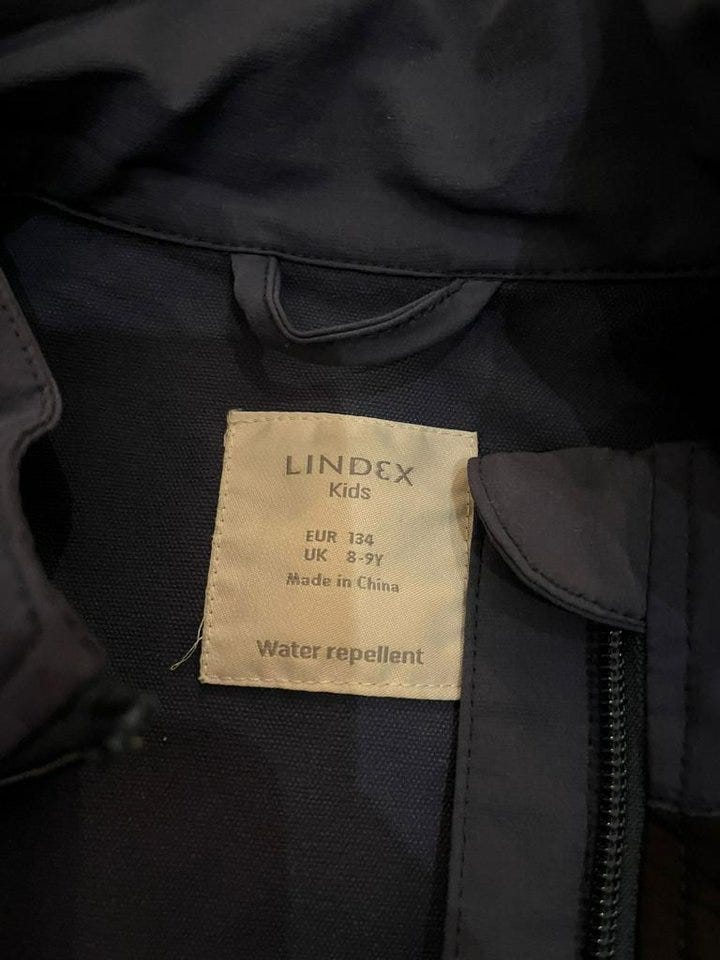 LINDEX
Kids
EUR 134
UK 8-9Y
Made in China
Water repellent